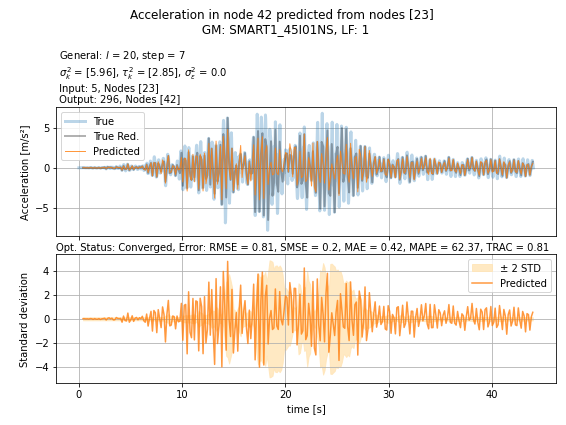 Acceleration in node 42 predicted from nodes [23]
GM: SMART1_45I01NS, LF: 1
General: l = 20, step = 7
σ²ₖ = [5.96], τ²ₖ = [2.85], σ²ₑ = 0.0
Input: 5, Nodes [23]
Output: 296, Nodes [42]
True
True Red.
Predicted
Acceleration [m/s²]
5
0
−5
Opt. Status: Converged, Error: RMSE = 0.81, SMSE = 0.2, MAE = 0.42, MAPE = 62.37, TRAC = 0.81
± 2 STD
Predicted
Standard deviation
4
2
0
−2
−4
0 10 20 30 40
time [s]